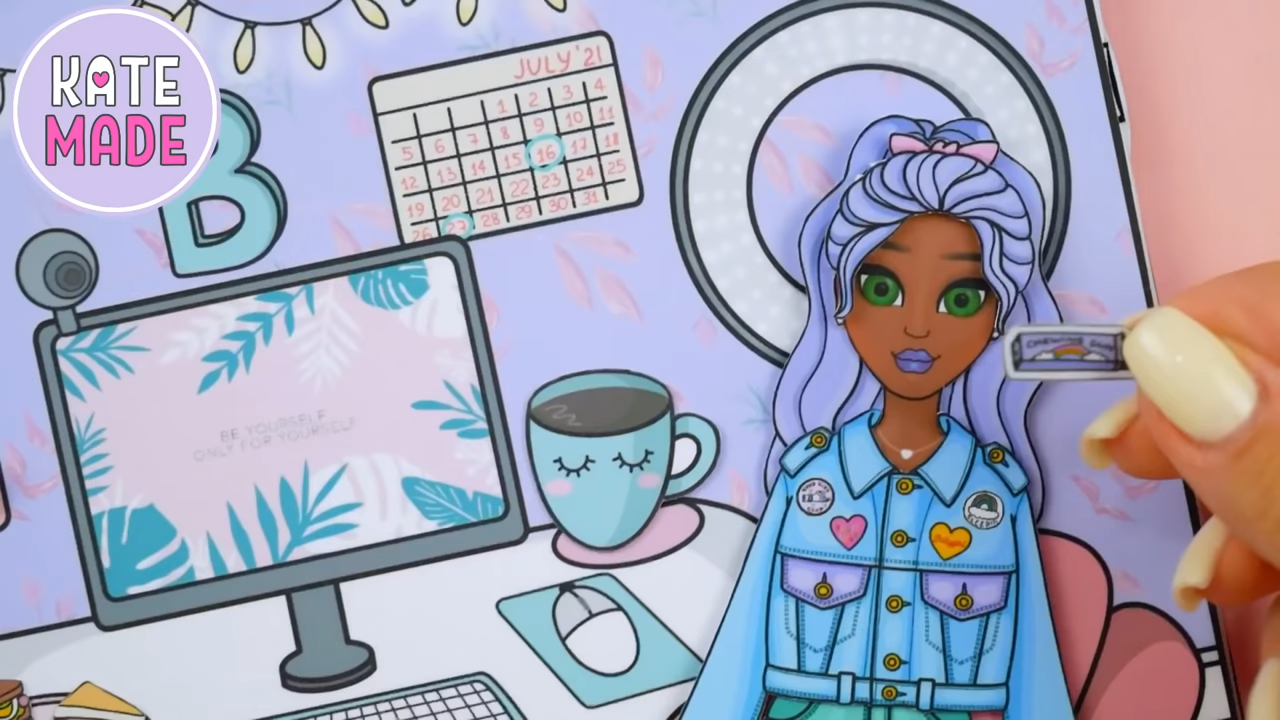 KATE
MADE
B
JULY'21
1 2 3 4
5 6 7 8 9 10 11
12 13 14 15 16 17 18
19 20 21 22 23 24 25
26 27 28 29 30 31
BE YOURSELF
ONLY FOR YOURSELF
CHEWING GUM